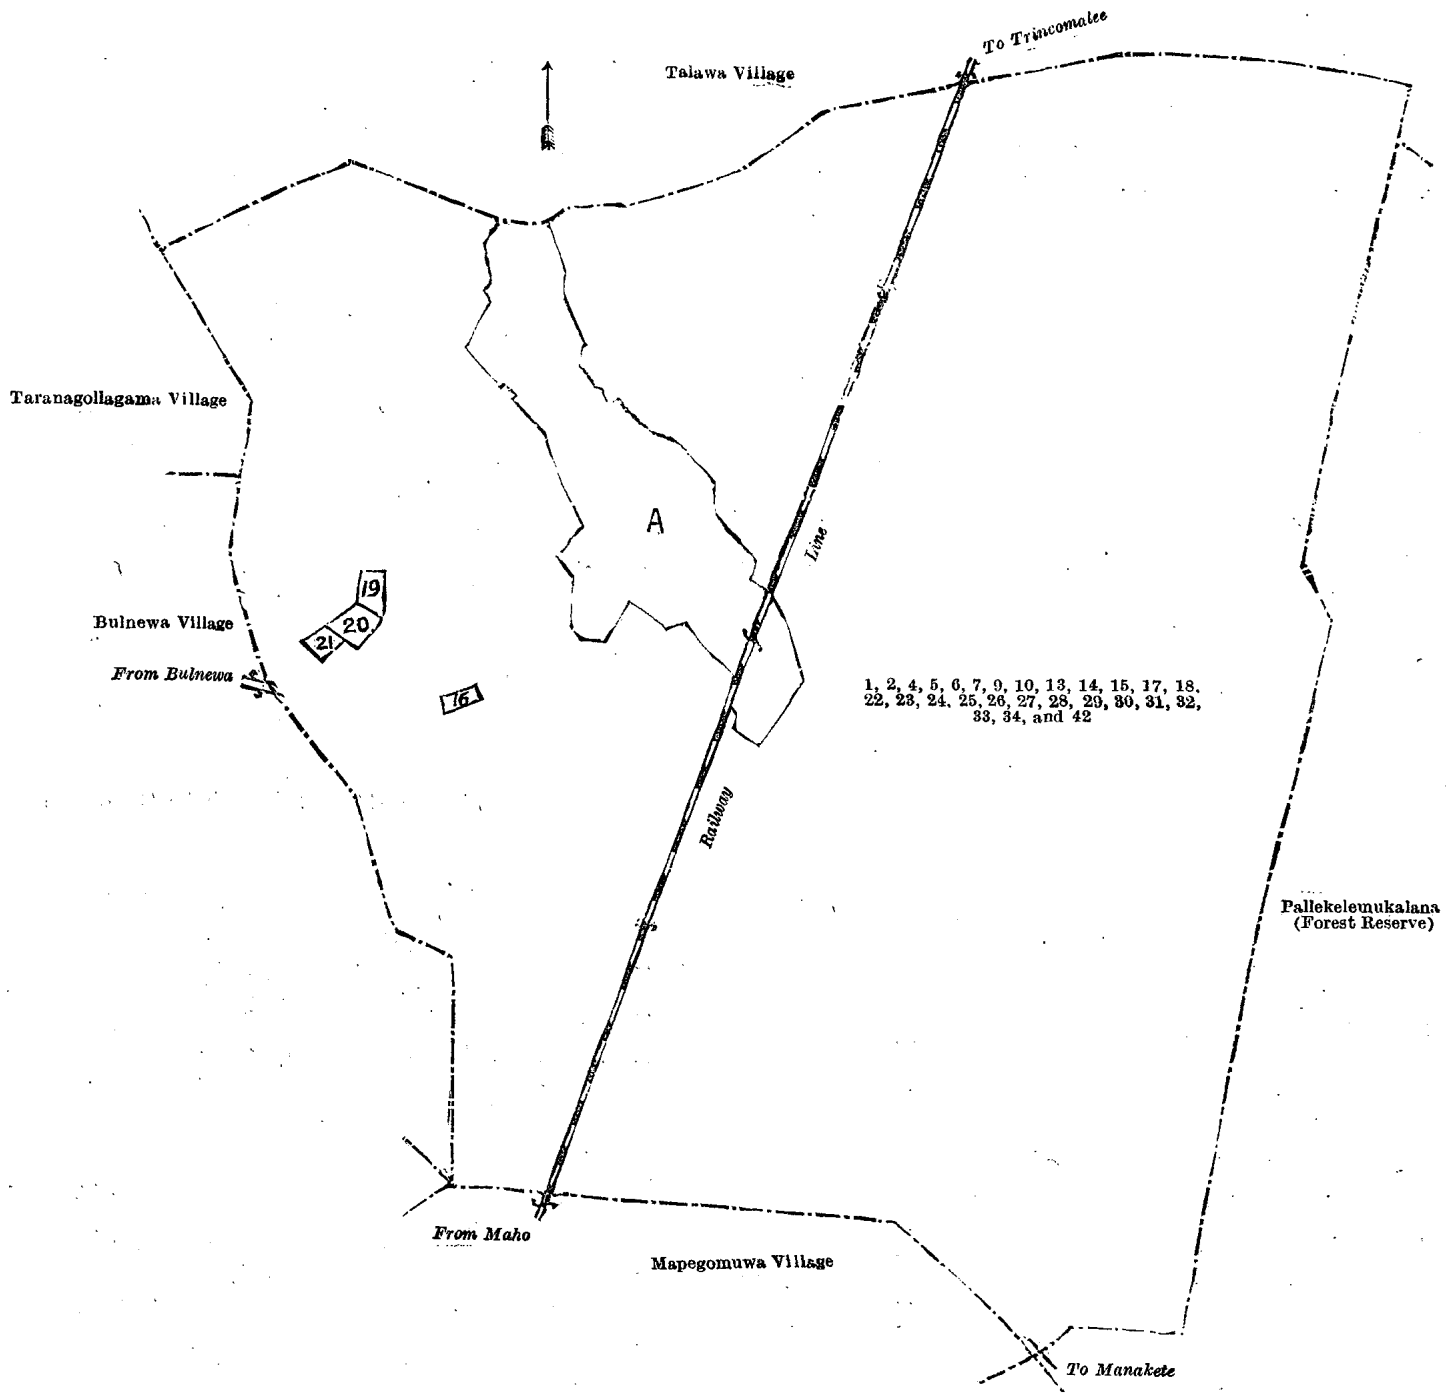 To Trincomalee
Talawa Village
Taranagollagama Village
A
Line
19
Bulnewa Village
20
21
From Bulnewa
16
1, 2, 4, 5, 6, 7, 9, 10, 13, 14, 15, 17, 18.
22, 23, 24, 25, 26, 27, 28, 29, 30, 31, 32,
33, 34, and 42
Railway
Pallekelemukalana
(Forest Reserve)
From Maho
Mapegomuwa Village
To Manakete